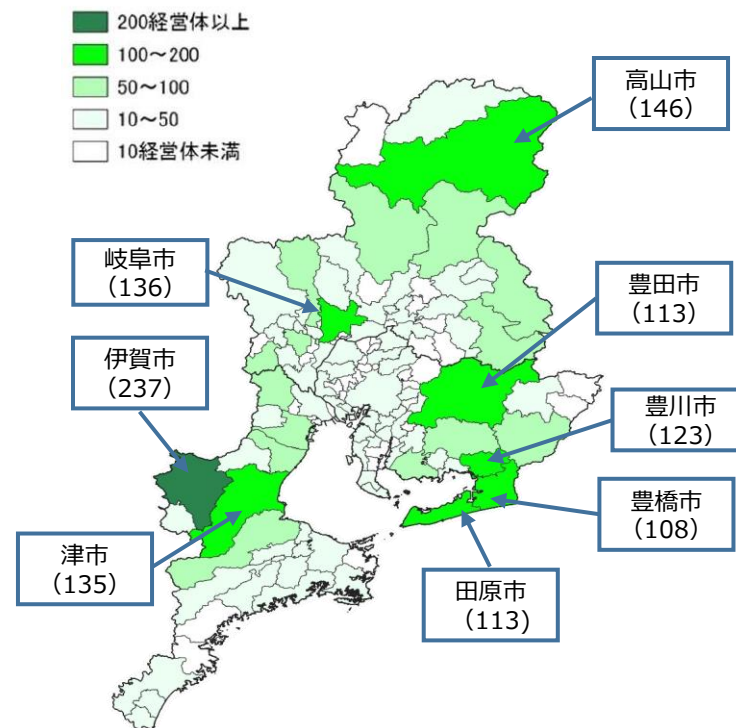 200経営体以上
100～200
50～100
10～50
10経営体未満
高山市
（146）
岐阜市
（136）
豊田市
（113）
伊賀市
（237）
豊川市
（123）
豊橋市
（108）
津市
（135）
田原市
（113）